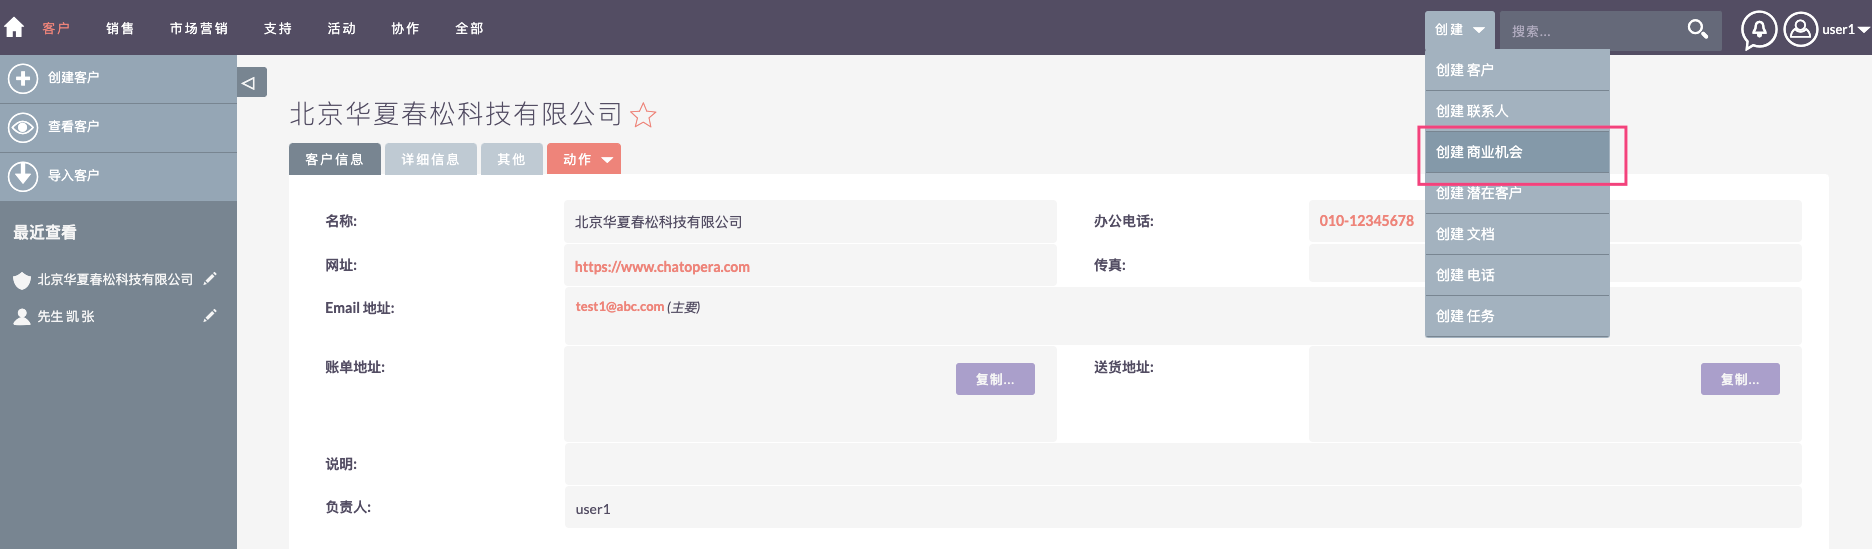 客户 销售 市场营销 支持 活动 协作 全部 创建 搜索... user1
创建客户
查看客户
导入客户
最近查看
北京华夏春松科技有限公司
先生 凯 张
北京华夏春松科技有限公司
客户信息 详细信息 其他 动作
名称: 北京华夏春松科技有限公司 办公电话: 010-12345678
网址: https://www.chatopera.com 传真:
Email 地址: test1@abc.com (主要)
账单地址: 复制... 送货地址: 复制...
说明:
负责人: user1
创建 客户
创建 联系人
创建 商业机会
创建 潜在客户
创建 文档
创建 电话
创建 任务